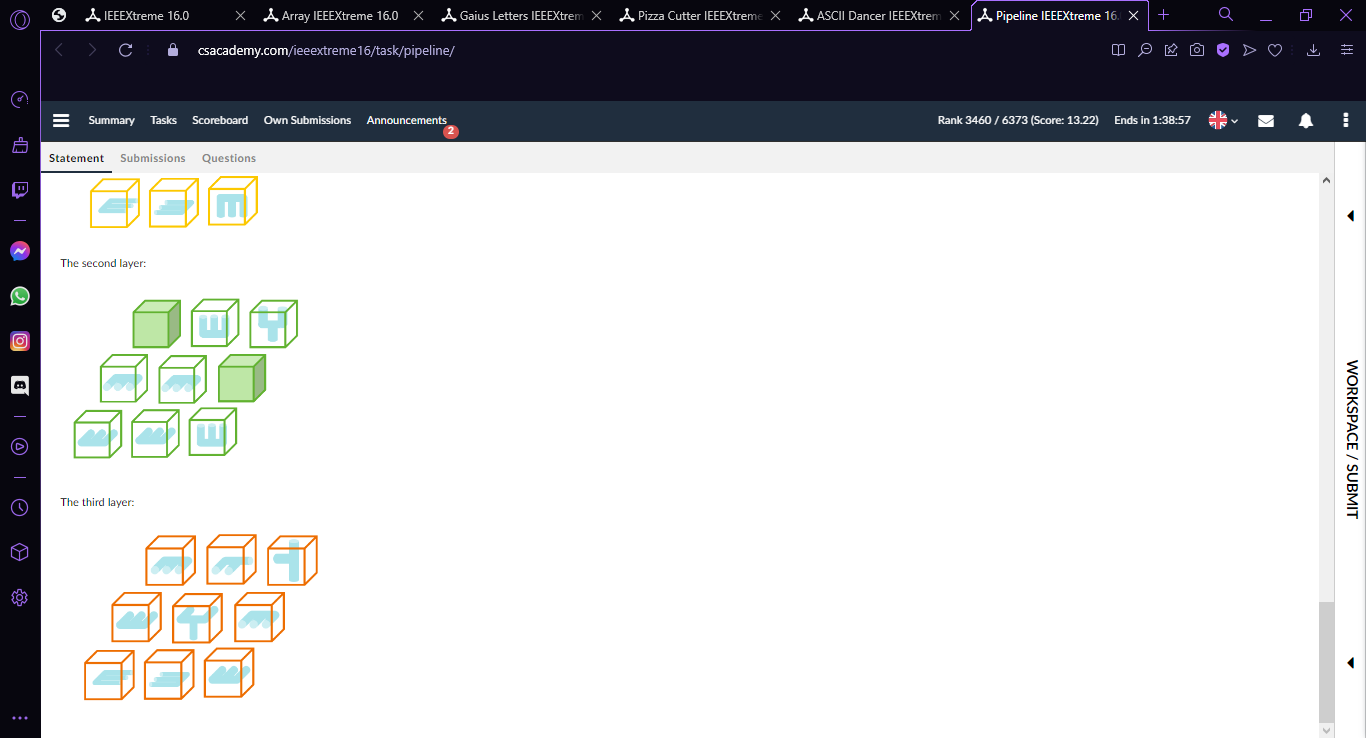 IEEEXtreme 16.0
Array IEEEXtreme 16.0
Gaius Letters IEEEXtrem
Pizza Cutter IEEEXtreme
ASCII Dancer IEEEXtrem
Pipeline IEEEXtreme 16.
csacademy.com/ieeextreme16/task/pipeline/
Summary Tasks Scoreboard Own Submissions Announcements 2 Rank 3460 / 6373 (Score: 13.22) Ends in 1:38:57
Statement Submissions Questions
The second layer:
The third layer:
WORKSPACE / SUBMIT